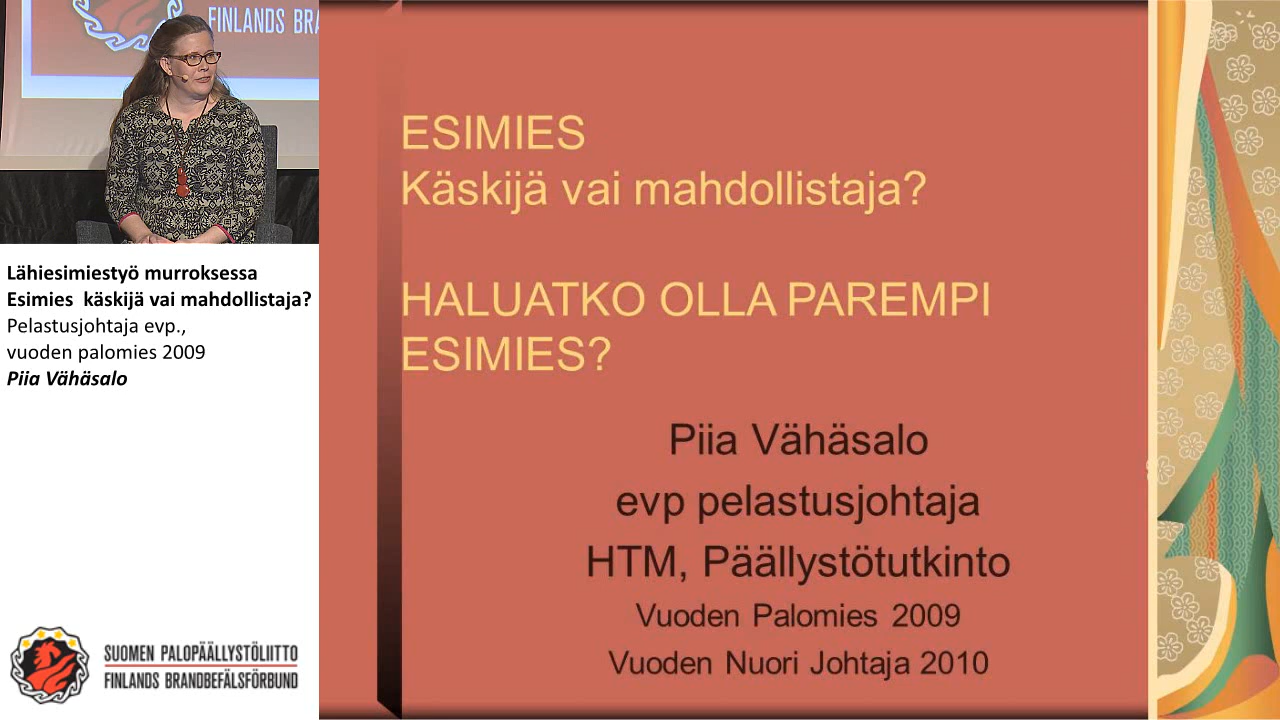 FINLANDS BRA
Lähiesimiestyö murroksessa
Esimies  käskijä vai mahdollistaja?
Pelastusjohtaja evp.,
vuoden palomies 2009
Piia Vähäsalo
SUOMEN PALOPÄÄLLYSTÖLIITTO
FINLANDS BRANDBEFÄLSFÖRBUND
ESIMIES
Käskijä vai mahdollistaja?
HALUATKO OLLA PAREMPI
ESIMIES?
Piia Vähäsalo
evp pelastusjohtaja
HTM, Päällystötutkinto
Vuoden Palomies 2009
Vuoden Nuori Johtaja 2010